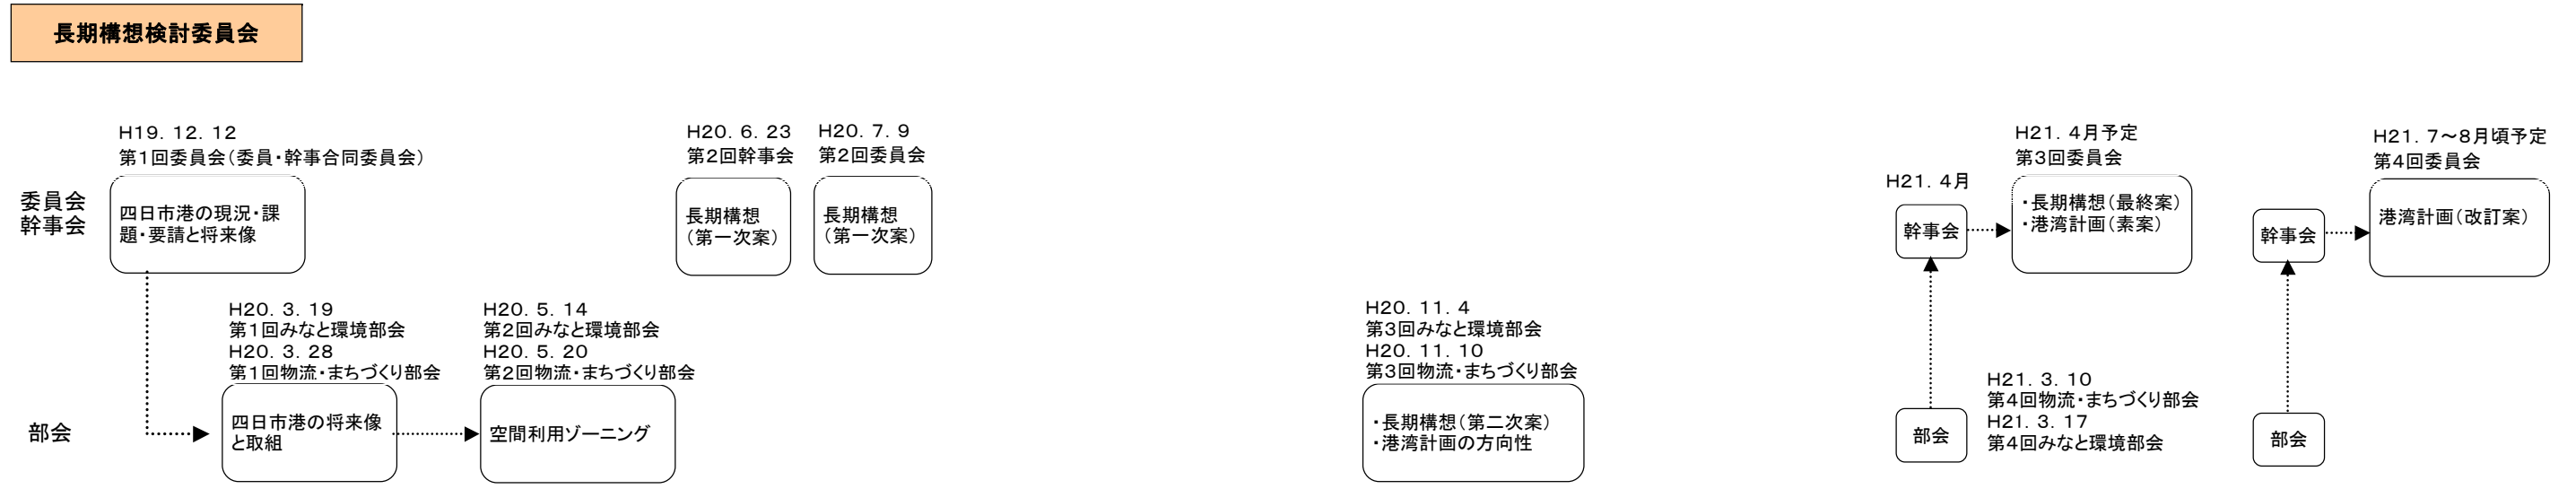 長期構想検討委員会
H19. 12. 12
第1回委員会(委員・幹事合同委員会)
委員会
幹事会
四日市港の現況・課
題・要請と将来像
H20. 6. 23
第2回幹事会
長期構想
(第一次案)
H20. 7. 9
第2回委員会
長期構想
(第一次案)
H21. 4月
幹事会
H21. 4月予定
第3回委員会
・長期構想(最終案)
・港湾計画(素案)
幹事会
H21. 7～8月頃予定
第4回委員会
港湾計画(改訂案)
部会
H20. 3. 19
第1回みなと環境部会
H20. 3. 28
第1回物流・まちづくり部会
四日市港の将来像
と取組
H20. 5. 14
第2回みなと環境部会
H20. 5. 20
第2回物流・まちづくり部会
空間利用ゾーニング
H20. 11. 4
第3回みなと環境部会
H20. 11. 10
第3回物流・まちづくり部会
・長期構想(第二次案)
・港湾計画の方向性
部会
H21. 3. 10
第4回物流・まちづくり部会
H21. 3. 17
第4回みなと環境部会
部会